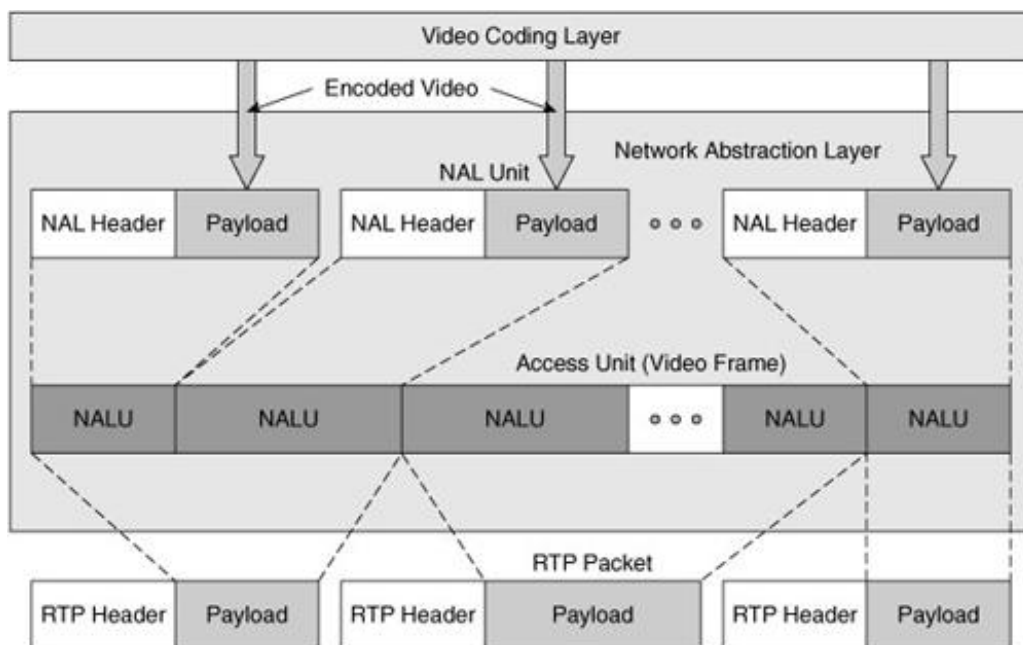 Video Coding Layer
Encoded Video
Network Abstraction Layer
NAL Unit
NAL Header Payload NAL Header Payload NAL Header Payload
Access Unit (Video Frame)
NALU NALU NALU NALU NALU
RTP Packet
RTP Header Payload RTP Header Payload RTP Header Payload